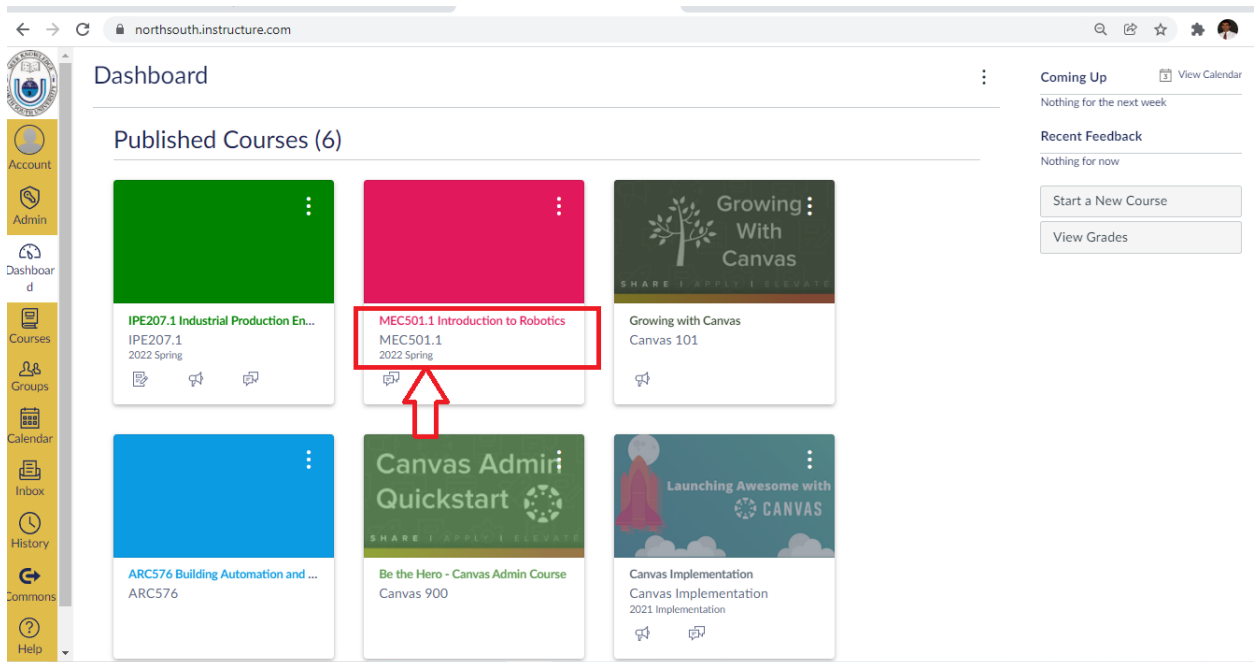 northsouth.instructure.com
Account
Admin
Dashboar
d
Courses
Groups
Calendar
Inbox
History
Commons
Help
Dashboard
Published Courses (6)
IPE207.1 Industrial Production En...
IPE207.1
2022 Spring
MEC501.1 Introduction to Robotics
MEC501.1
2022 Spring
Growing
With
Canvas
SHARE I APPLY I ELEVATE
Growing with Canvas
Canvas 101
ARC576 Building Automation and ...
ARC576
Canvas Admin
Quickstart
SHARE I APPLY I ELEVATE
Be the Hero - Canvas Admin Course
Canvas 900
Launching Awesome with
CANVAS
Canvas Implementation
Canvas Implementation
2021 Implementation
Coming Up
3
View Calendar
Nothing for the next week
Recent Feedback
Nothing for now
Start a New Course
View Grades